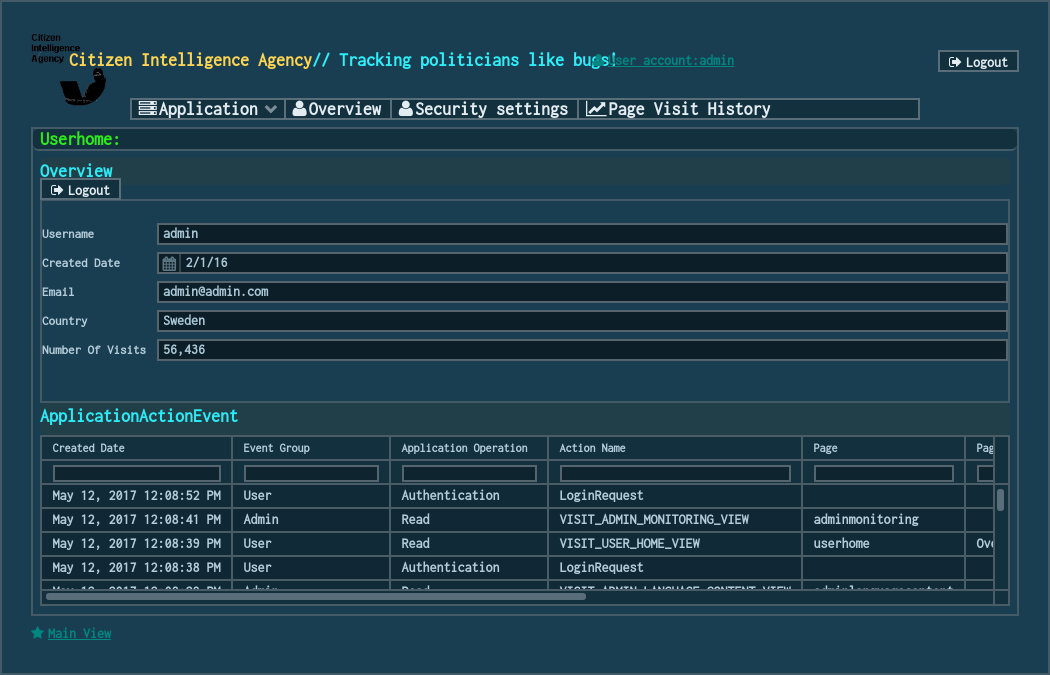 Citizen
Intelligence
Agency
Citizen Intelligence Agency// Tracking politicians like bugs!
User account:admin
Logout
Application Overview Security settings Page Visit History
Userhome:
Overview
Logout
Username admin
Created Date 2/1/16
Email admin@admin.com
Country Sweden
Number Of Visits 56,436
ApplicationActionEvent
Created Date Event Group Application Operation Action Name Page Pag
May 12, 2017 12:08:52 PM User Authentication LoginRequest
May 12, 2017 12:08:41 PM Admin Read VISIT_ADMIN_MONITORING_VIEW adminmonitoring
May 12, 2017 12:08:39 PM User Read VISIT_USER_HOME_VIEW userhome Ove
May 12, 2017 12:08:38 PM User Authentication LoginRequest
Main View